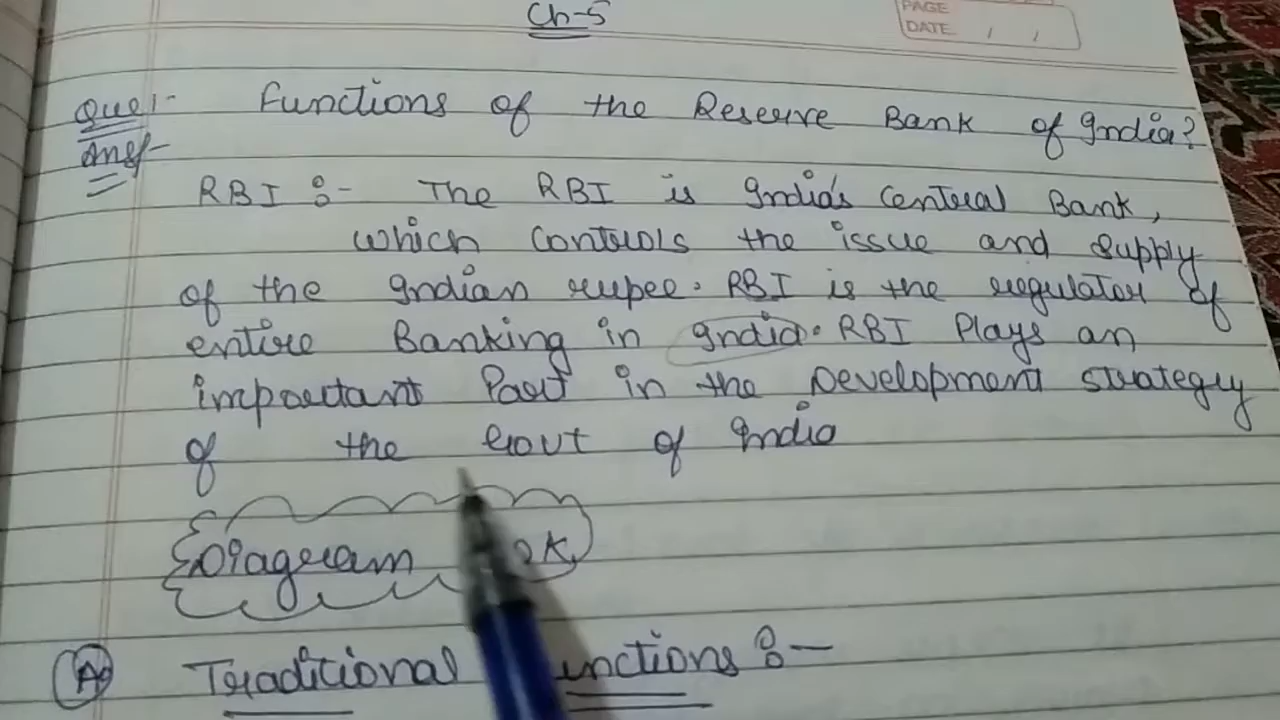 Ch-5
PAGE
DATE / /
Que:- Functions of the Reserve Bank of India?
Ans:-
RBI :- The RBI is India's Central Bank,
which controls the issue and supply
of the Indian rupee. RBI is the regulator of
entire Banking in India. RBI Plays an
important Part in the Development strategy
of the Govt of India
Diagram
A Traditional unctions :-